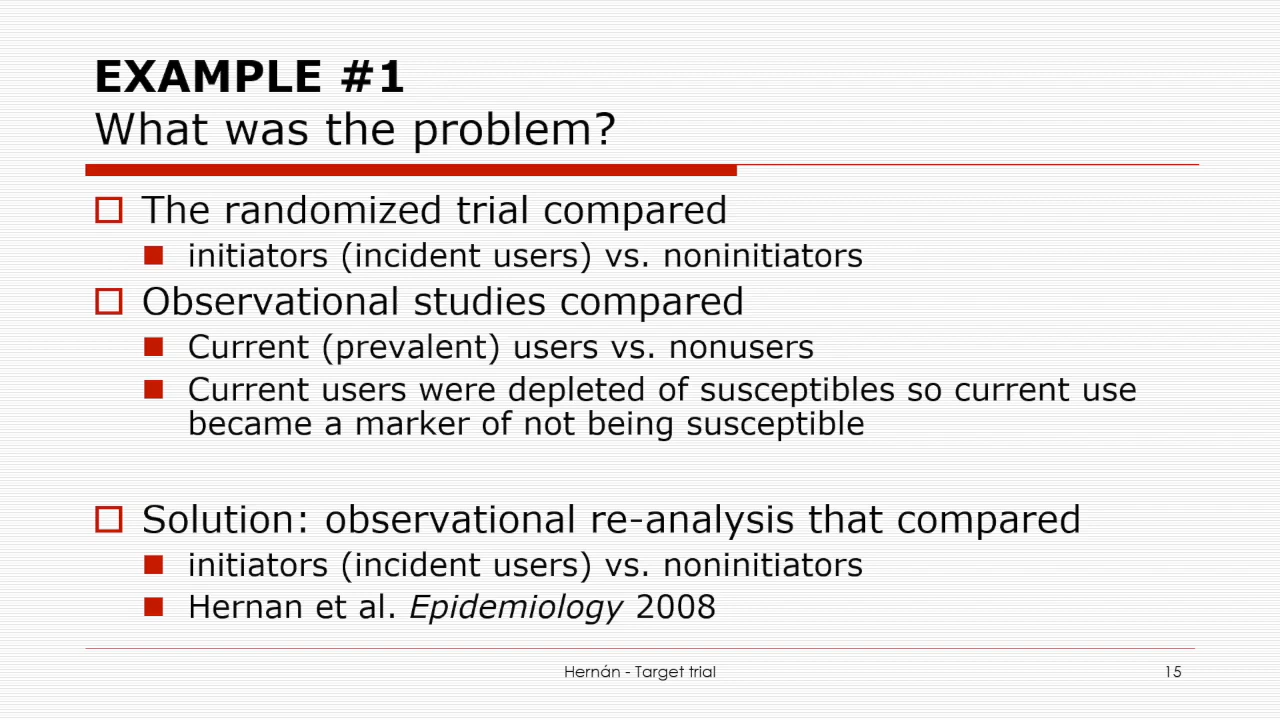 EXAMPLE #1
What was the problem?
The randomized trial compared
initiators (incident users) vs. noninitiators
Observational studies compared
Current (prevalent) users vs. nonusers
Current users were depleted of susceptibles so current use
became a marker of not being susceptible
Solution: observational re-analysis that compared
initiators (incident users) vs. noninitiators
Hernan et al. Epidemiology 2008
Hernán - Target trial
15